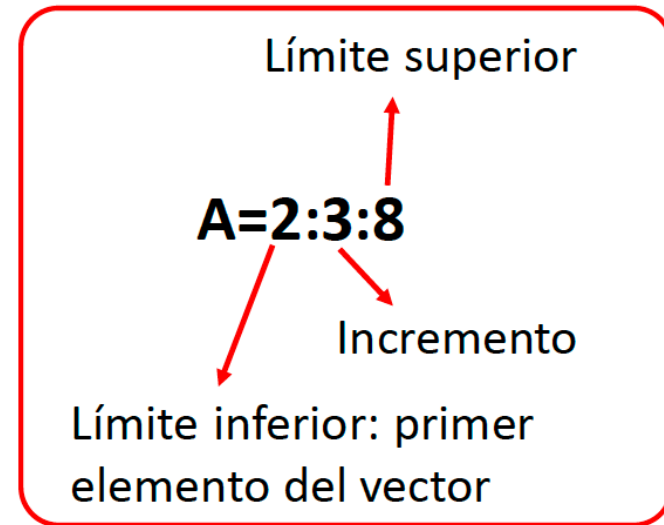 Límite superior
A=2:3:8
Incremento
Límite inferior: primer
elemento del vector